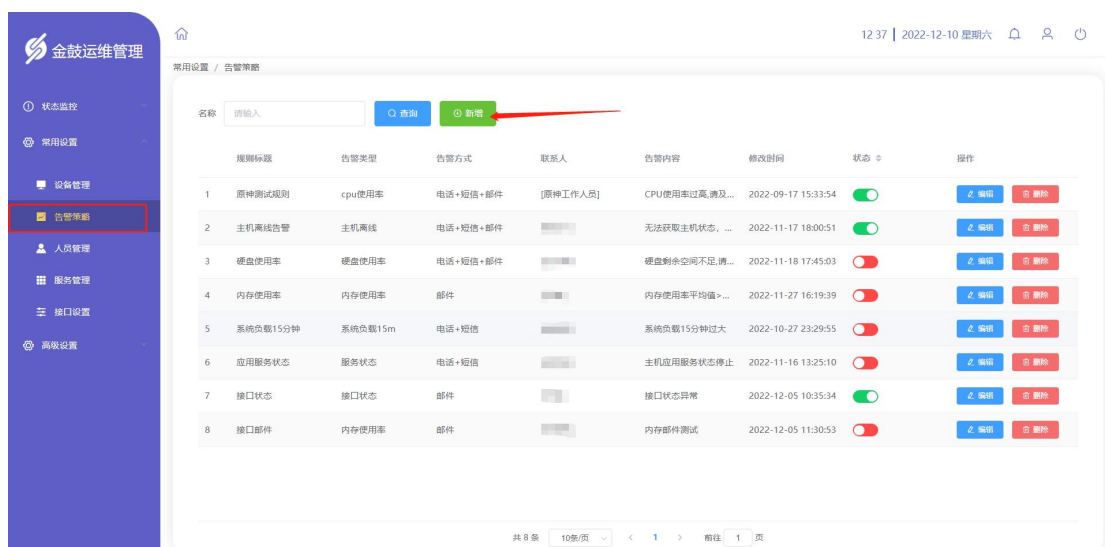 金鼓运维管理
12 37 | 2022-12-10 星期六
常用设置 / 告警策略
状态监控
常用设置
设备管理
告警策略
人员管理
服务管理
接口设置
高级设置
名称 请输入 查询 新增
规则标题 告警类型 告警方式 联系人 告警内容 修改时间 状态 操作
1 原神测试规则 cpu使用率 电话+短信+邮件 [原神工作人员] CPU使用率过高,请及... 2022-09-17 15:33:54 编辑 删除
2 主机离线告警 主机离线 电话+短信+邮件 无法获取主机状态，... 2022-11-17 18:00:51 编辑 删除
3 硬盘使用率 硬盘使用率 电话+短信+邮件 硬盘剩余空间不足,请... 2022-11-18 17:45:03 编辑 删除
4 内存使用率 内存使用率 邮件 内存使用率平均值>... 2022-11-27 16:19:39 编辑 删除
5 系统负载15分钟 系统负载15m 电话+短信 系统负载15分钟过大 2022-10-27 23:29:55 编辑 删除
6 应用服务状态 服务状态 电话+短信 主机应用服务状态停止 2022-11-16 13:25:10 编辑 删除
7 接口状态 接口状态 邮件 接口状态异常 2022-12-05 10:35:34 编辑 删除
8 接口邮件 内存使用率 邮件 内存邮件测试 2022-12-05 11:30:53 编辑 删除
共 8 条 10条/页 < 1 > 前往 1 页